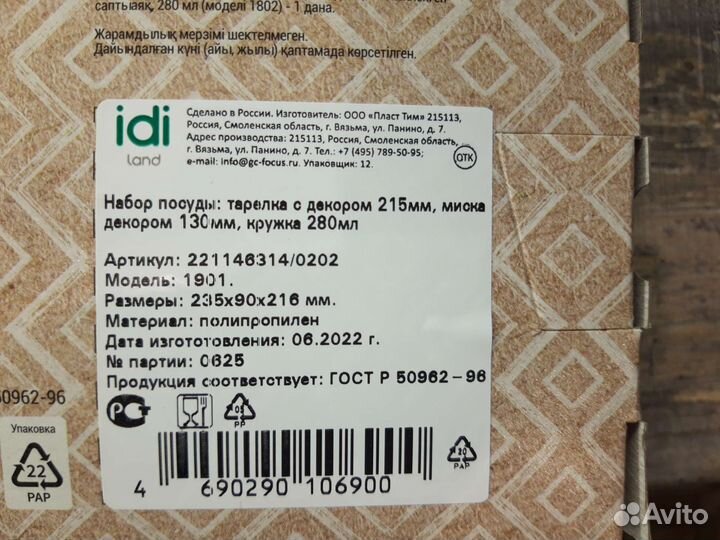 саптыаяқ, 280 мл (моделі 1802) - 1 дана.
Жарамдылық мерзімі шектелмеген.
Дайындалған күні (айы, жылы) қаптамада көрсетілген.
idi
land
Сделано в России. Изготовитель: ООО «Пласт Тим» 215113,
Россия, Смоленская область, г. Вязьма, ул. Панино, д. 7.
Адрес производства: 215113, Россия, Смоленская область,
г. Вязьма, ул. Панино, д. 7. Тел.: +7 (495) 789-50-95;
e-mail: info@gc-focus.ru. Упаковщик: 12.
ОТК
Набор посуды: тарелка с декором 215мм, миска
декором 130мм, кружка 280мл
Артикул: 221146314/0202
Модель: 1901.
Размеры: 235х90х216 мм.
Материал: полипропилен
Дата изготовления: 06.2022 г.
№ партии: 0625
Продукция соответствует: ГОСТ Р 50962-96
50962-96
Упаковка
22
PAP
РСТ
05
PP
20
PAP
4 690290 106900
Avito